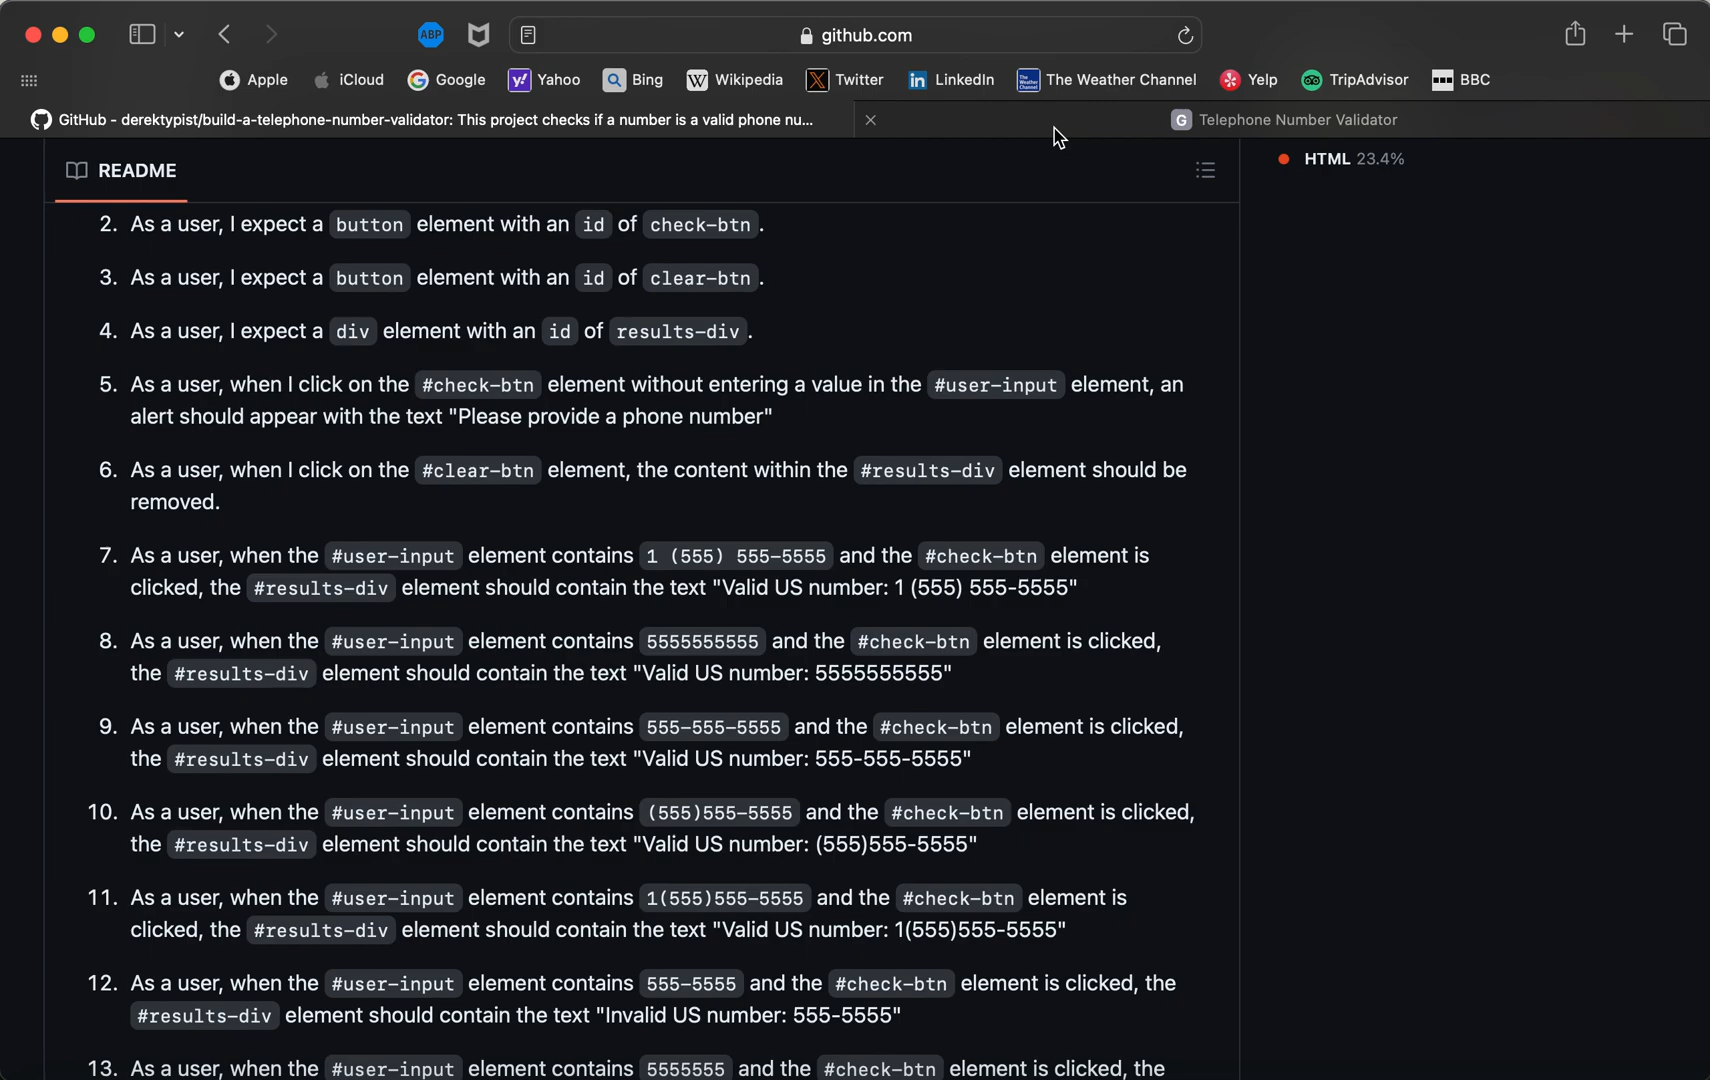 ABP
github.com
Apple iCloud Google Yahoo Bing Wikipedia Twitter LinkedIn The Weather Channel Yelp TripAdvisor BBC
GitHub - derektypist/build-a-telephone-number-validator: This project checks if a number is a valid phone nu...
G Telephone Number Validator
README
HTML 23.4%
2. As a user, I expect a button element with an id of check-btn.
3. As a user, I expect a button element with an id of clear-btn.
4. As a user, I expect a div element with an id of results-div.
5. As a user, when I click on the #check-btn element without entering a value in the #user-input element, an
alert should appear with the text "Please provide a phone number"
6. As a user, when I click on the #clear-btn element, the content within the #results-div element should be
removed.
7. As a user, when the #user-input element contains 1 (555) 555-5555 and the #check-btn element is
clicked, the #results-div element should contain the text "Valid US number: 1 (555) 555-5555"
8. As a user, when the #user-input element contains 5555555555 and the #check-btn element is clicked,
the #results-div element should contain the text "Valid US number: 5555555555"
9. As a user, when the #user-input element contains 555-555-5555 and the #check-btn element is clicked,
the #results-div element should contain the text "Valid US number: 555-555-5555"
10. As a user, when the #user-input element contains (555)555-5555 and the #check-btn element is clicked,
the #results-div element should contain the text "Valid US number: (555)555-5555"
11. As a user, when the #user-input element contains 1(555)555-5555 and the #check-btn element is
clicked, the #results-div element should contain the text "Valid US number: 1(555)555-5555"
12. As a user, when the #user-input element contains 555-5555 and the #check-btn element is clicked, the
#results-div element should contain the text "Invalid US number: 555-5555"
13. As a user, when the #user-input element contains 5555555 and the #check-btn element is clicked, the